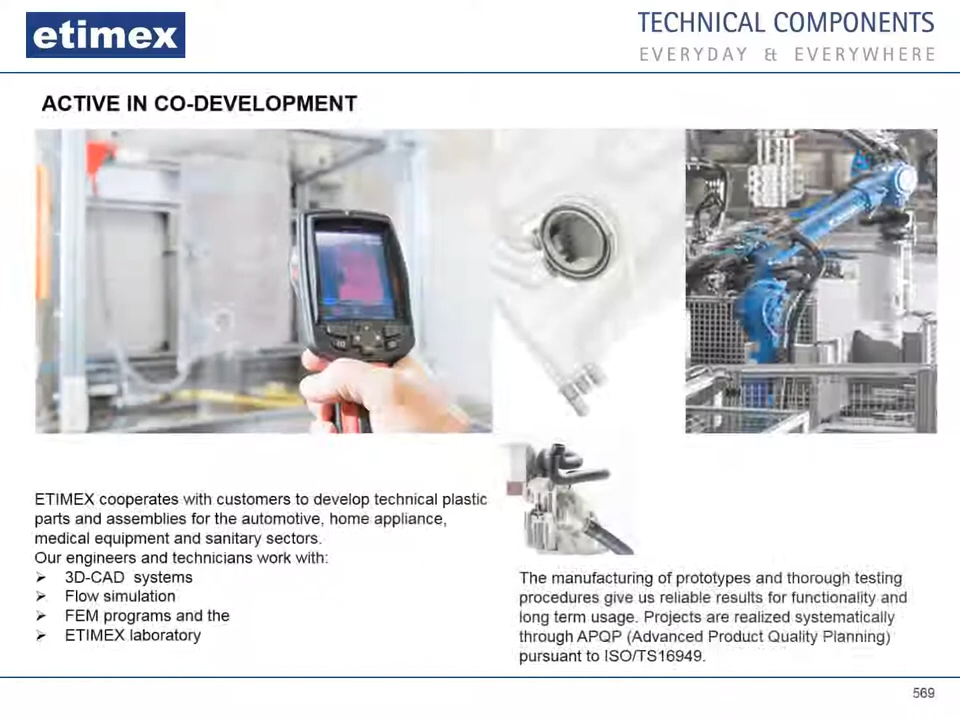 etimex
TECHNICAL COMPONENTS
EVERYDAY & EVERYWHERE
ACTIVE IN CO-DEVELOPMENT
ETIMEX cooperates with customers to develop technical plastic
parts and assemblies for the automotive, home appliance,
medical equipment and sanitary sectors.
Our engineers and technicians work with:
➢ 3D-CAD systems
➢ Flow simulation
➢ FEM programs and the
➢ ETIMEX laboratory
The manufacturing of prototypes and thorough testing
procedures give us reliable results for functionality and
long term usage. Projects are realized systematically
through APQP (Advanced Product Quality Planning)
pursuant to ISO/TS16949.
569